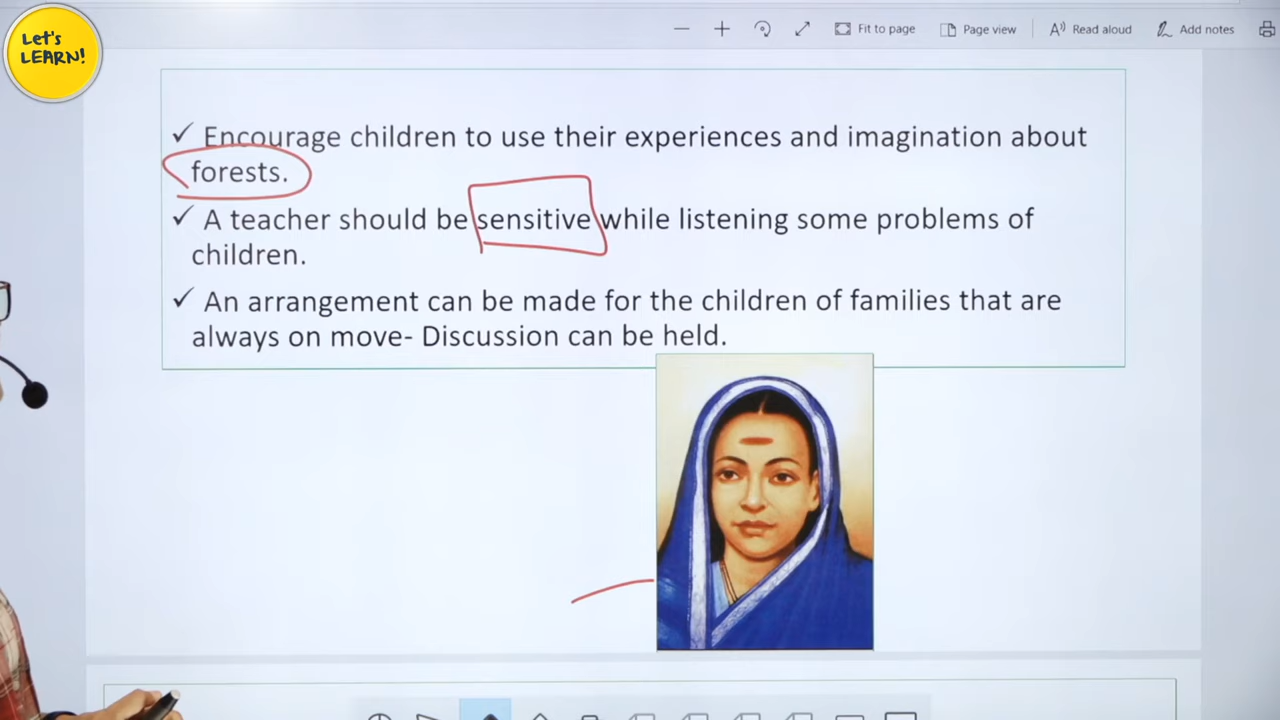 Let's
LEARN!
Fit to page
Page view
Read aloud
Add notes
✓ Encourage children to use their experiences and imagination about
forests.
✓ A teacher should be sensitive while listening some problems of
children.
✓ An arrangement can be made for the children of families that are
always on move- Discussion can be held.